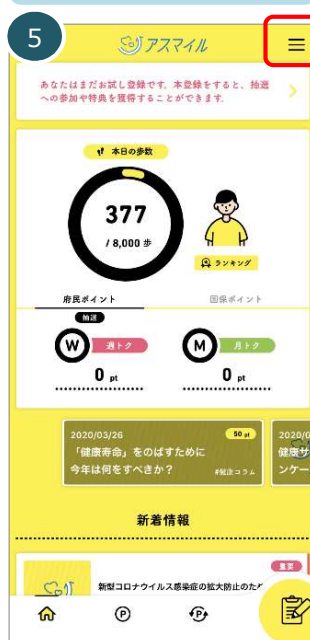 5
アスマイル
あなたはまだお試し登録です。本登録をすると、抽選
への参加や特典を獲得することができます。
本日の歩数
377
/ 8,000 歩
ランキング
府民ポイント
国保ポイント
抽選
W 週トク
M 月トク
0 pt
0 pt
2020/03/26
50 pt
「健康寿命」をのばすために
今年は何をすべきか？
#健康コラム
2020/0
健康サ
ンケー
新着情報
重要
新型コロナウイルス感染症の拡大防止のため
P
P